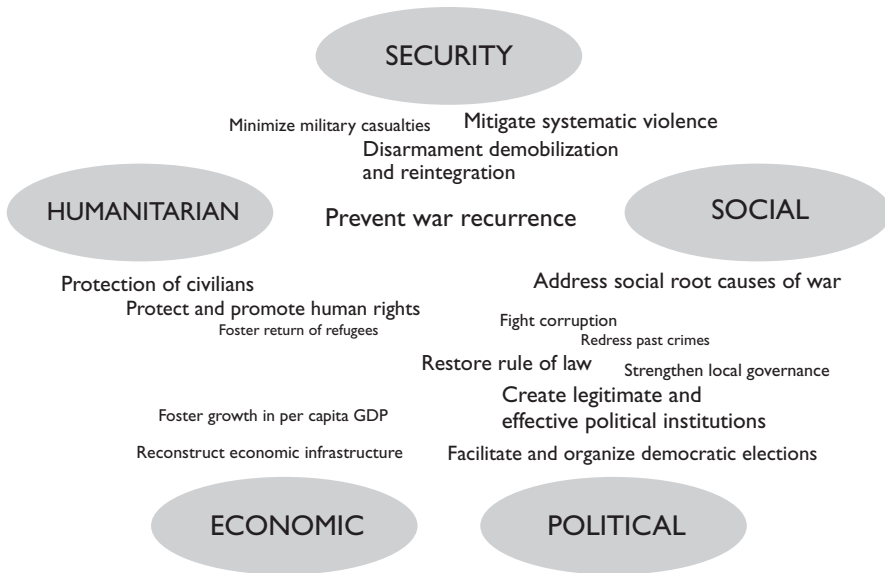 SECURITY
Minimize military casualties
Mitigate systematic violence
Disarmament demobilization
and reintegration
HUMANITARIAN
Prevent war recurrence
SOCIAL
Protection of civilians
Address social root causes of war
Protect and promote human rights
Foster return of refugees
Fight corruption
Redress past crimes
Restore rule of law
Strengthen local governance
Create legitimate and
effective political institutions
Foster growth in per capita GDP
Reconstruct economic infrastructure
Facilitate and organize democratic elections
ECONOMIC
POLITICAL